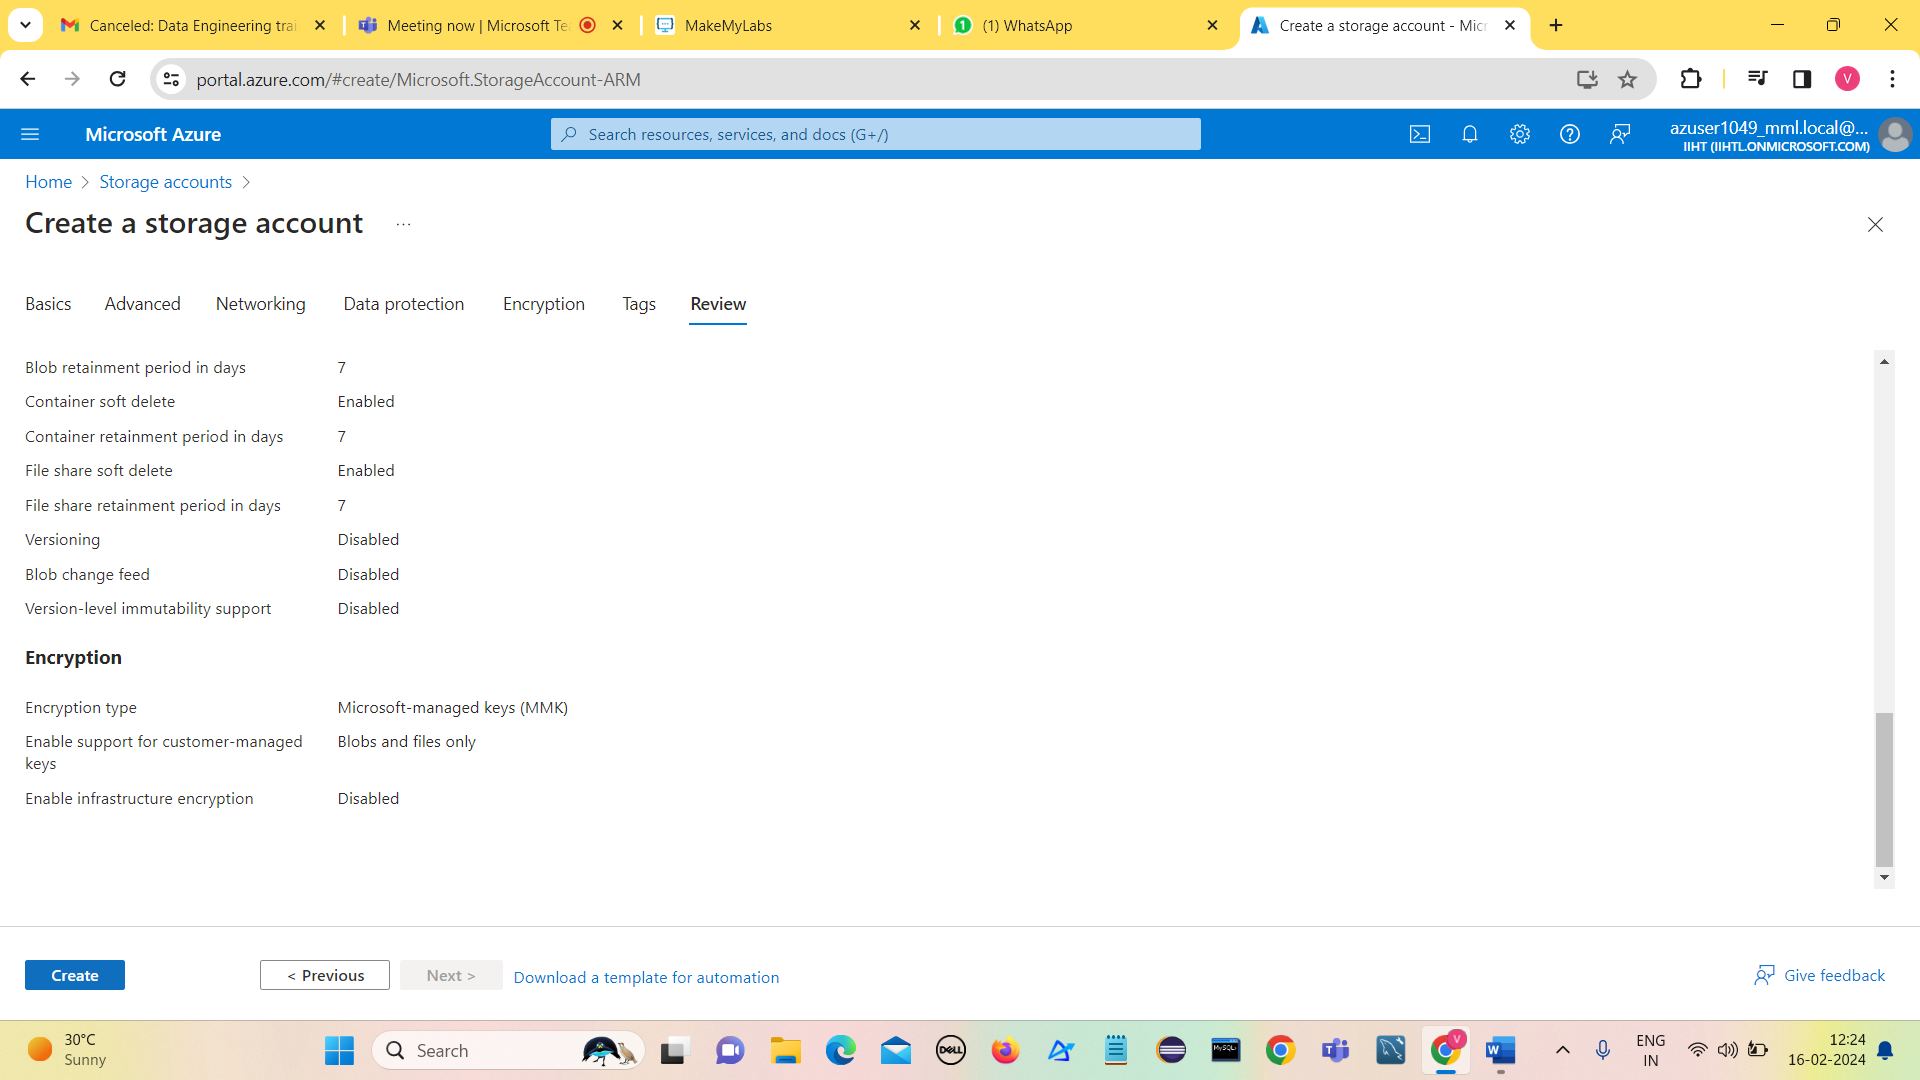 Canceled: Data Engineering trai
Meeting now | Microsoft Te
MakeMyLabs
(1) WhatsApp
Create a storage account - Micr
portal.azure.com/#create/Microsoft.StorageAccount-ARM
V
Microsoft Azure
Search resources, services, and docs (G+/)
azuser1049_mml.local@...
IIHT (IIHTL.ONMICROSOFT.COM)
Home > Storage accounts >
Create a storage account ...
Basics Advanced Networking Data protection Encryption Tags Review
Blob retainment period in days 7
Container soft delete Enabled
Container retainment period in days 7
File share soft delete Enabled
File share retainment period in days 7
Versioning Disabled
Blob change feed Disabled
Version-level immutability support Disabled
Encryption
Encryption type Microsoft-managed keys (MMK)
Enable support for customer-managed Blobs and files only
keys
Enable infrastructure encryption Disabled
Create
< Previous
Next >
Download a template for automation
Give feedback
30°C
Sunny
Search
DELL
MySQL
V
W
ENG
IN
12:24
16-02-2024